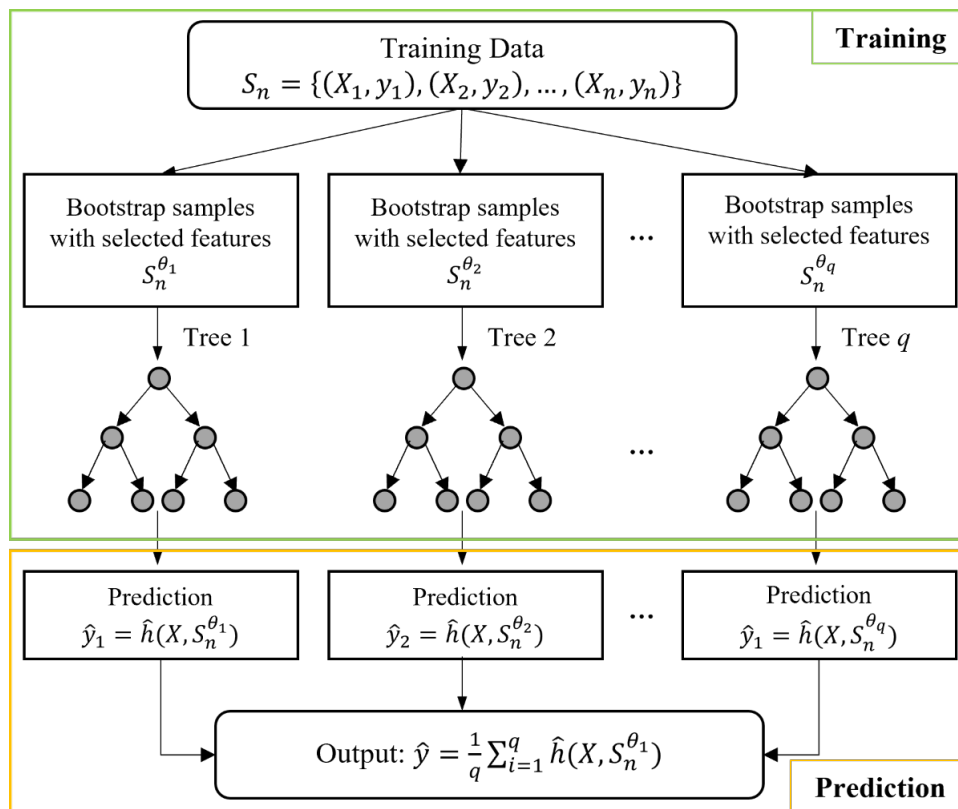 Training
Training Data
Sₙ = {(X₁, y₁), (X₂, y₂), ..., (Xₙ, yₙ)}
Bootstrap samples
with selected features
Sₙ^θ₁
Bootstrap samples
with selected features
Sₙ^θ₂
...
Bootstrap samples
with selected features
Sₙ^θq
Tree 1
Tree 2
Tree q
...
Prediction
ŷ₁ = ĥ(X, Sₙ^θ₁)
Prediction
ŷ₂ = ĥ(X, Sₙ^θ₂)
...
Prediction
ŷ₁ = ĥ(X, Sₙ^θq)
Output: ŷ = 1/q ∑ᵢ₌₁^q ĥ(X, Sₙ^θ₁)
Prediction